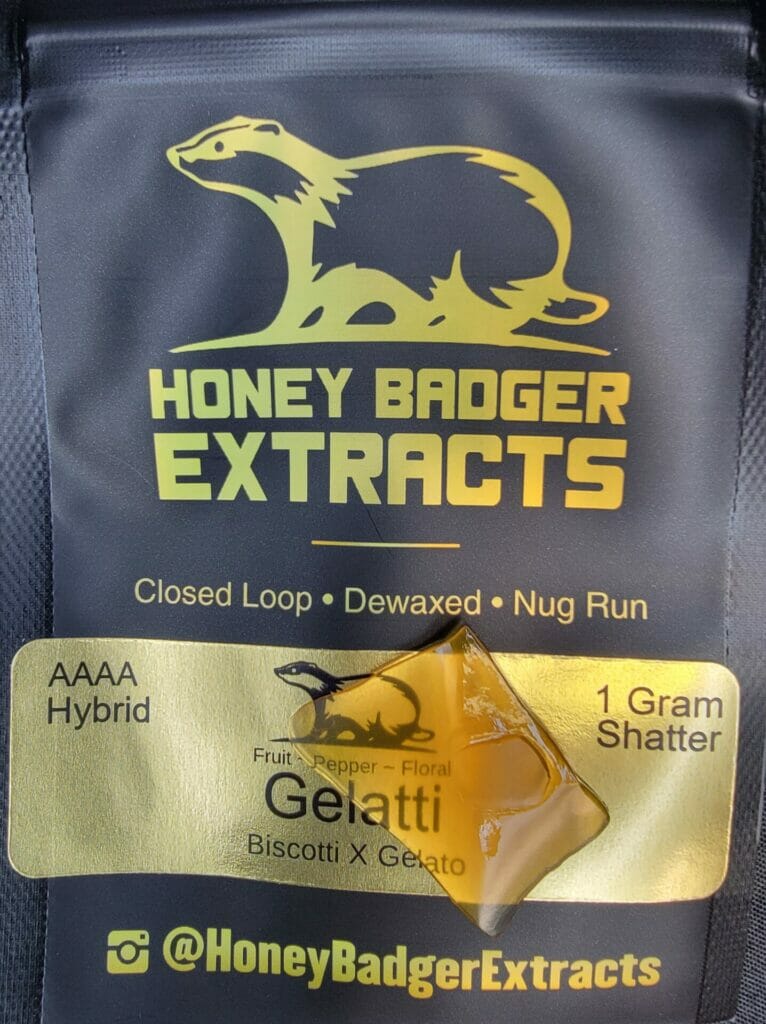 HONEY BADGER
EXTRACTS
Closed Loop • Dewaxed • Nug Run
AAAA
Hybrid
1 Gram
Shatter
Fruit ~ Pepper ~ Floral
Gelatti
Biscotti X Gelato
@HoneyBadgerExtracts